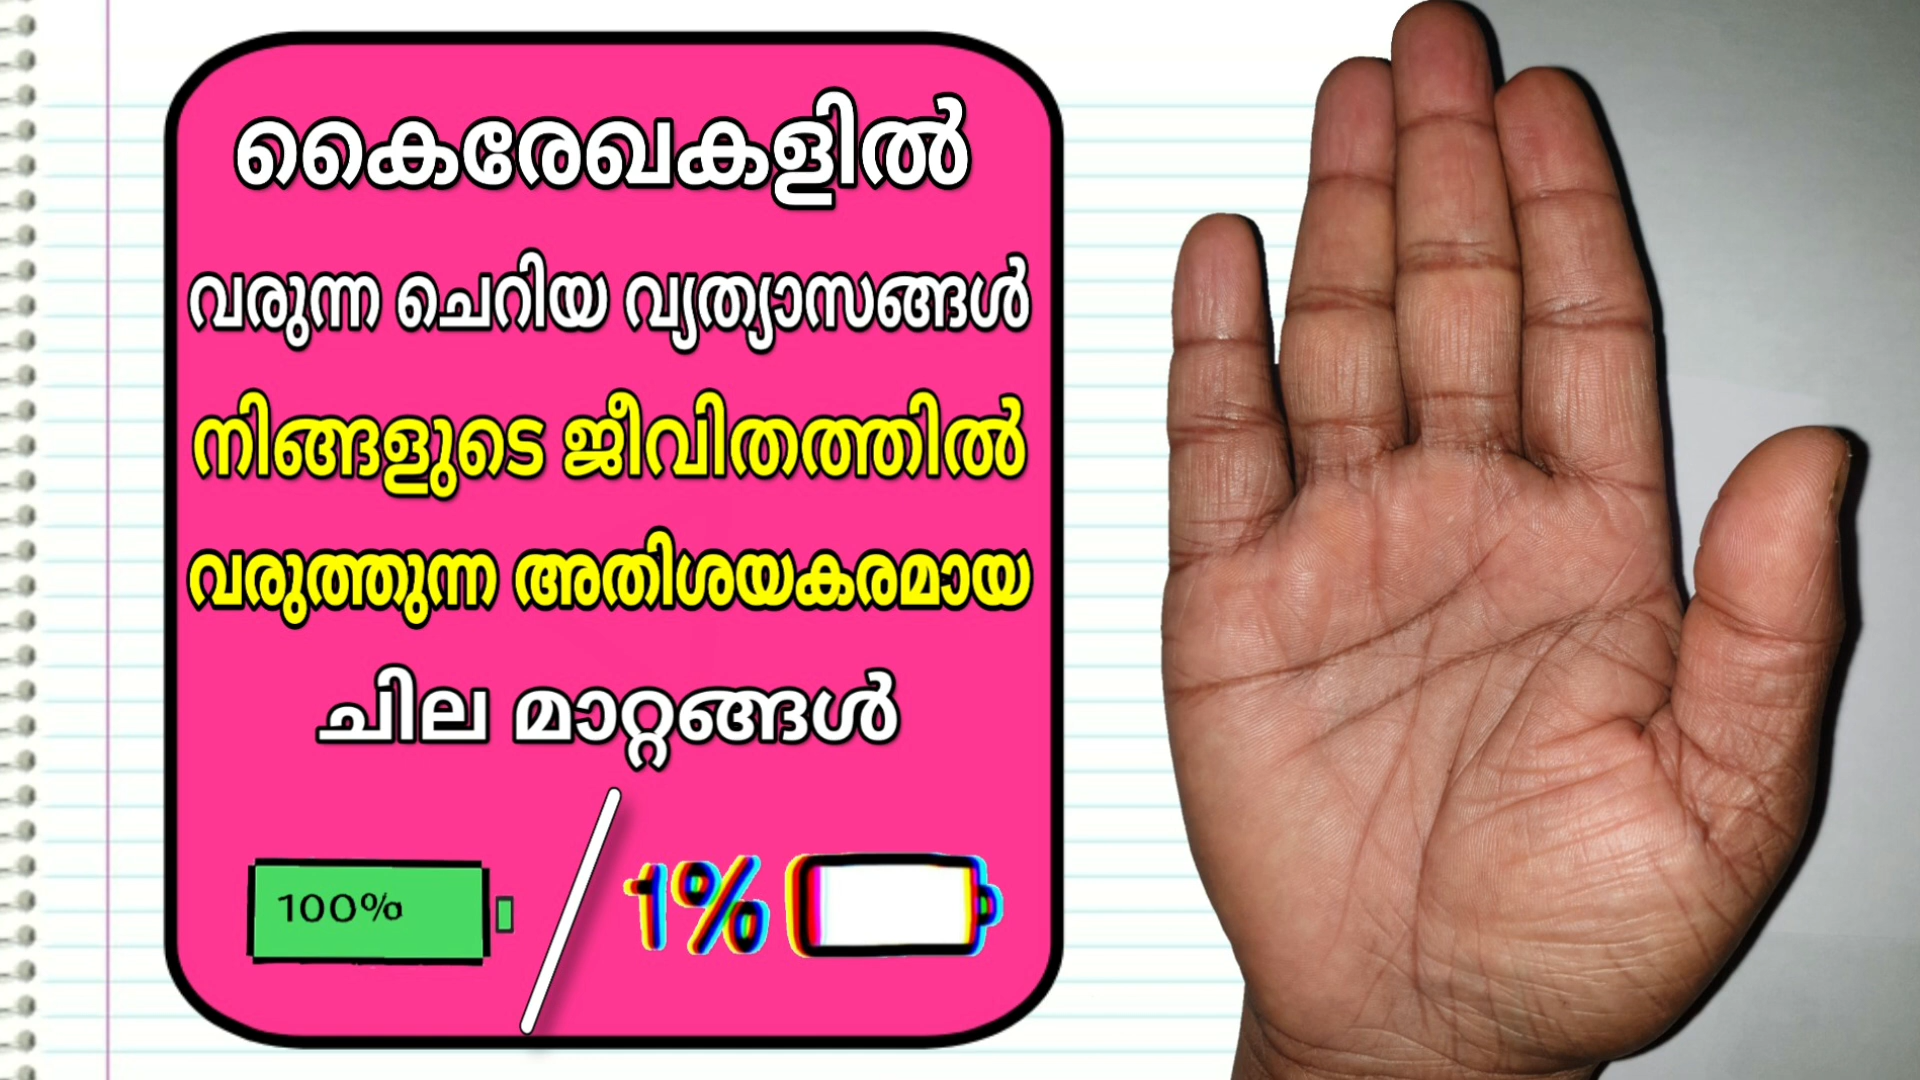 കൈരേഖകളിൽ
വരുന്ന ചെറിയ വ്യത്യാസങ്ങൾ
നിങ്ങളുടെ ജീവിതത്തിൽ
വരുത്തുന്ന അതിശയകരമായ
ചില മാറ്റങ്ങൾ
100% 1%